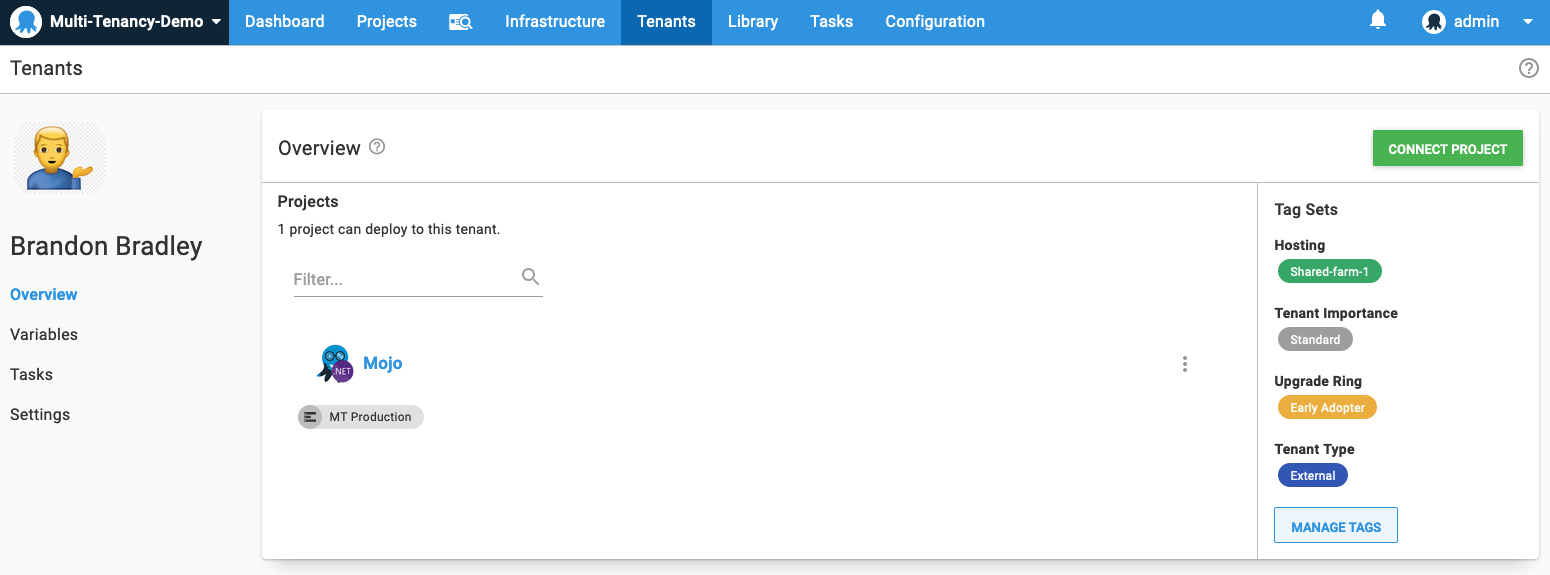 Multi-Tenancy-Demo Dashboard Projects Infrastructure Tenants Library Tasks Configuration admin
Tenants
Overview
CONNECT PROJECT
Brandon Bradley
Overview
Variables
Tasks
Settings
Projects
1 project can deploy to this tenant.
Filter...
NET
Mojo
MT Production
Tag Sets
Hosting
Shared-farm-1
Tenant Importance
Standard
Upgrade Ring
Early Adopter
Tenant Type
External
MANAGE TAGS